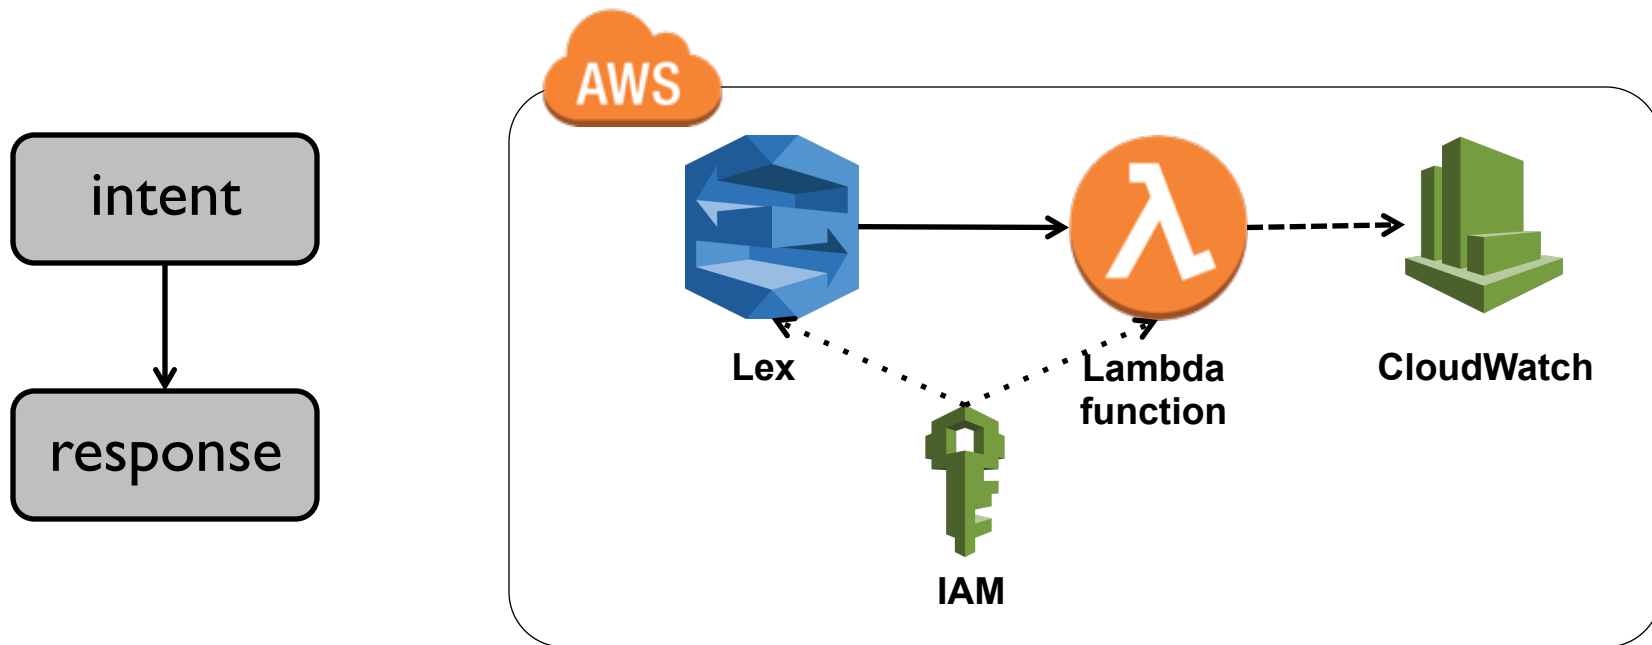 intent
response
AWS
Lex
Lambda
function
CloudWatch
IAM